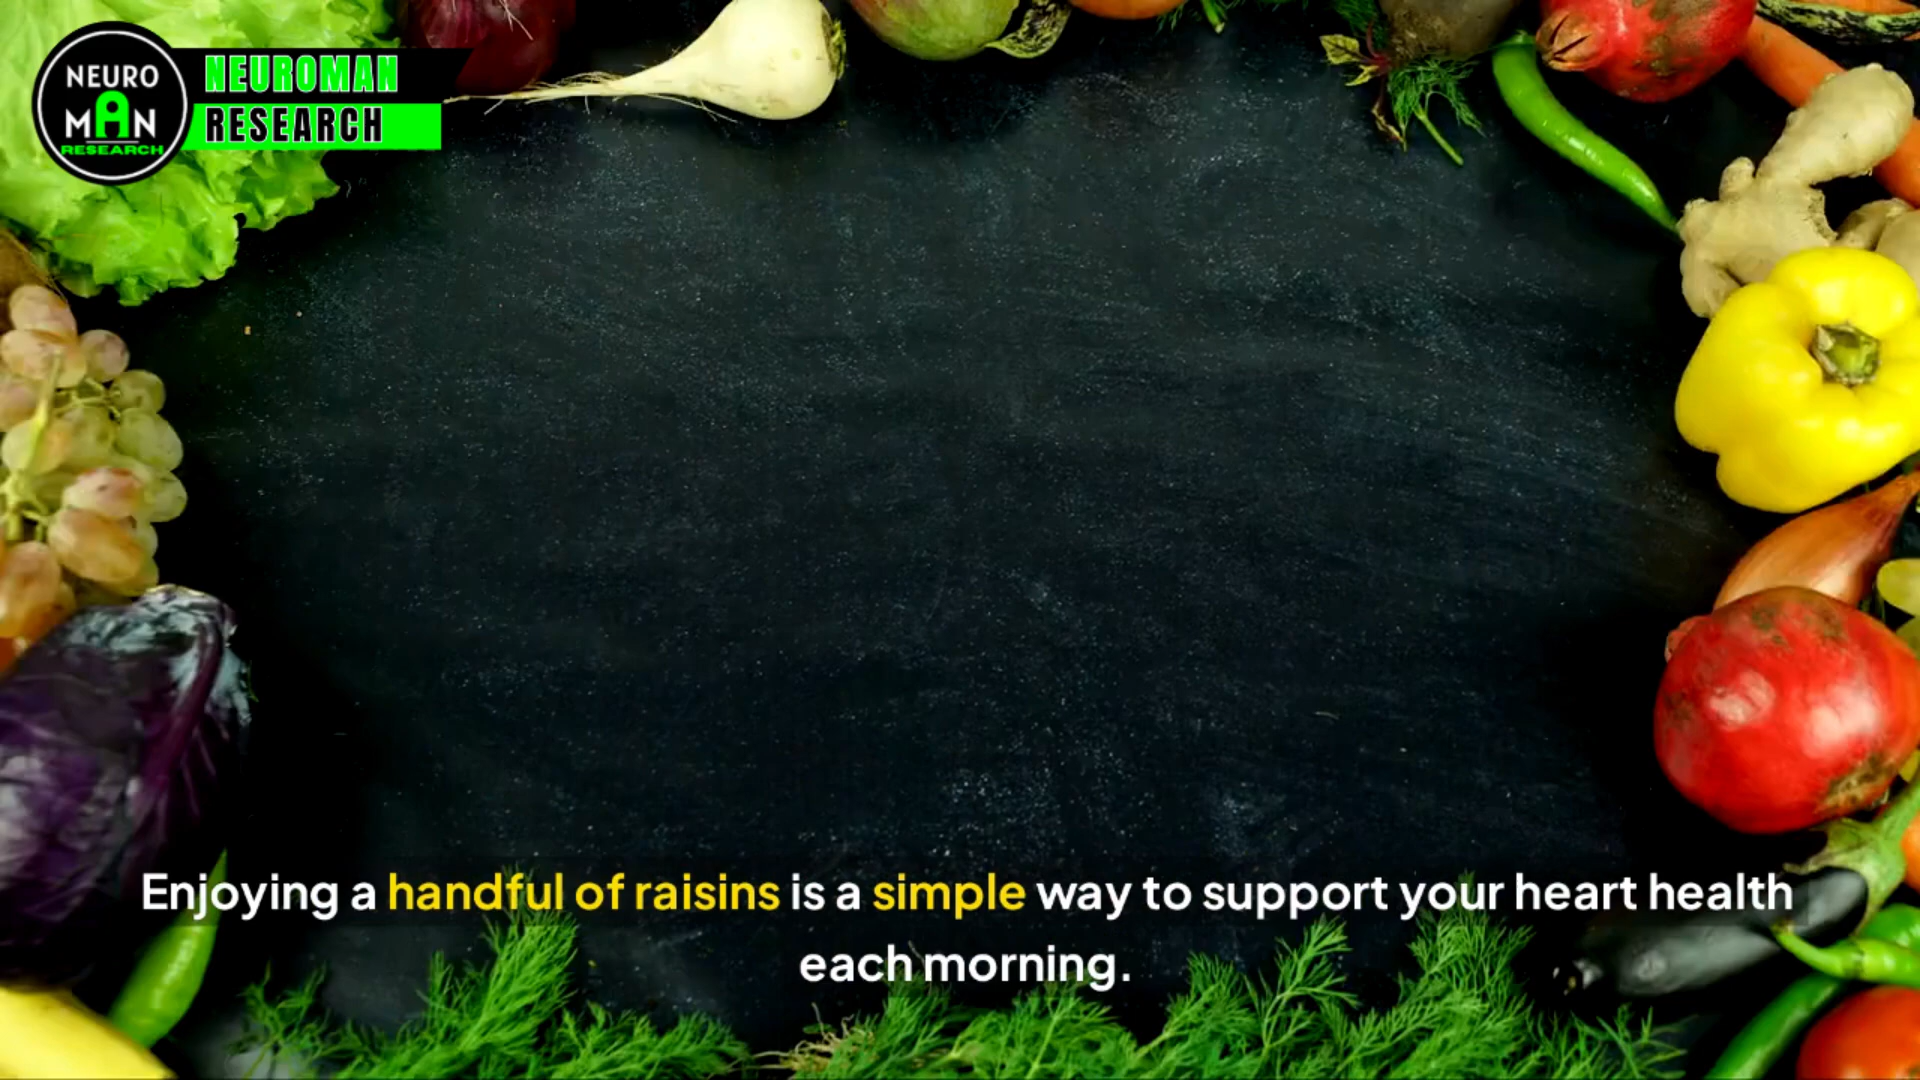 NEURO
MAN
RESEARCH
NEUROMAN
RESEARCH
Enjoying a handful of raisins is a simple way to support your heart health
each morning.